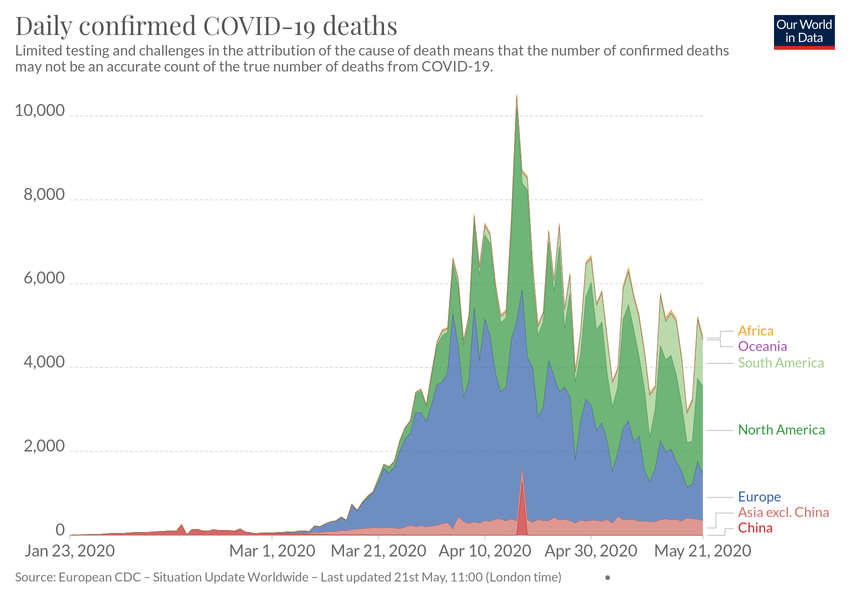 Daily confirmed COVID-19 deaths
Limited testing and challenges in the attribution of the cause of death means that the number of confirmed deaths
may not be an accurate count of the true number of deaths from COVID-19.
Our World
in Data
10,000
8,000
6,000
4,000
2,000
0
Jan 23, 2020
Mar 1, 2020
Mar 21, 2020
Apr 10, 2020
Apr 30, 2020
May 21, 2020
Africa
Oceania
South America
North America
Europe
Asia excl. China
China
Source: European CDC – Situation Update Worldwide – Last updated 21st May, 11:00 (London time)